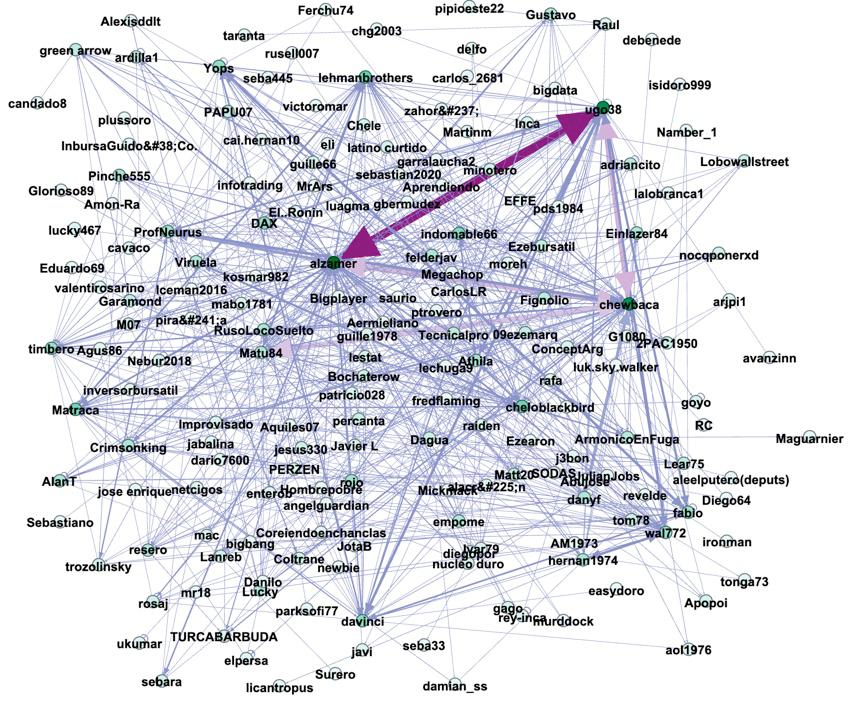 Ferchu74
pipioeste22
Gustavo
Alexisddlt
Raul
taranta
chg2003
debenede
green arrow
ardilla1
rusell007
delfo
Yops
seba445
lehmanbrothers
carlos_2681
isidoro999
bigdata
candado8
victoromar
zahor&#237;
ugo38
PAPU07
plussoro
Chele
Martinm
Inca
Namber_1
InbursaGuido&#38;Co.
cai.hernan10
eli
latino curtido
garralaucha2
Lobowallstreet
guille66
sebastian2020
minotero
adriancito
Pinche555
infotrading
MrArs
Aprendiendo
Glorioso89
lalobranca1
Amon-Ra
El..Ronin
luagma
gbermudez
EFFE
pds1984
DAX
lucky467
ProfNeurus
indomable66
Einlazer84
cavaco
Ezebursatil
Viruela
alzamer
felderjav
moreh
nocqponerxd
Eduardo69
kosmar982
Megachop
valentirosarino
Iceman2016
CarlosLR
Garamond
mabo1781
Bigplayer
saurio
Fignolio
chewbaca
arjpi1
M07
pira&#241;a
ptrovero
RusoLocoSuelto
Aermieliano
guille1978
Tecnicalpro
09ezemarq
G1080
2PAC1950
timbero
Agus86
Matu84
lestat
ConceptArg
Nebur2018
Athila
lechuga9
luk.sky.walker
avanzinn
Bochaterow
inversorbursatil
patricio028
rafa
fredflaming
goyo
Matraca
cheloblackbird
Improvisado
Aquiles07
percanta
raiden
RC
Crimsonking
jabalina
jesus330
Javier L
Dagua
Ezearon
ArmonicoEnFuga
Maguarnier
dario7600
PERZEN
j3bon
Lear75
AlanT
rojo
Matt20
SODAS
JulianJobs
aleelputero(deputs)
jose enrique
netcigos
enterob
Hombrepobre
Mickmack
alacr&#225;n
danyf
revelde
Diego64
angelguardian
fabio
Sebastiano
empome
tom78
mac
Coreiendoenchanclas
wal772
ironman
resero
bigbang
JotaB
Ivar79
AM1973
Lanreb
Coltrane
diegopor
hernan1974
trozolinsky
newbie
nucleo duro
Danilo
tonga73
mr18
Lucky
easydoro
rosaj
parksofi77
gago
Apopoi
davinci
rey-inca
murddock
ukumar
TURCABARBUDA
seba33
javi
aol1976
elpersa
Surero
sebara
licantropus
damian_ss